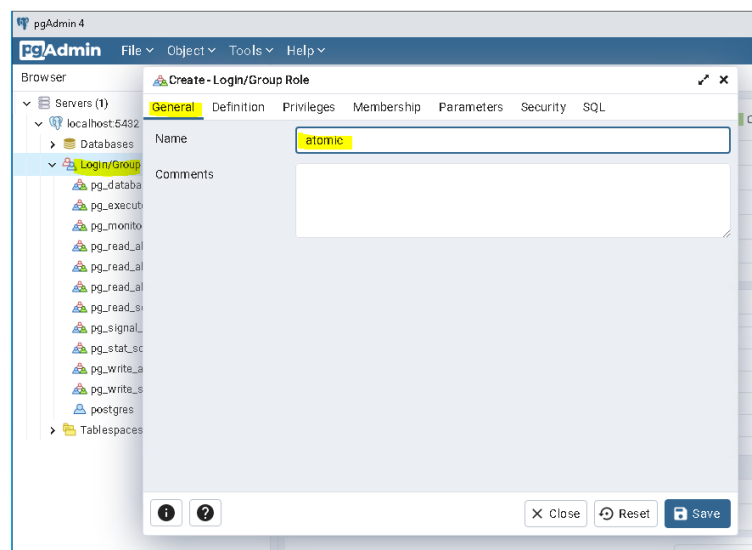 pgAdmin 4
pgAdmin File Object Tools Help
Browser
Servers (1)
localhost:5432
Databases
Login/Group
pg_databa
pg_execut
pg_monito
pg_read_al
pg_read_al
pg_read_al
pg_read_se
pg_signal_
pg_stat_sc
pg_write_a
pg_write_s
postgres
Tablespaces
Create - Login/Group Role
General Definition Privileges Membership Parameters Security SQL
Name
atomic
Comments
Close Reset Save